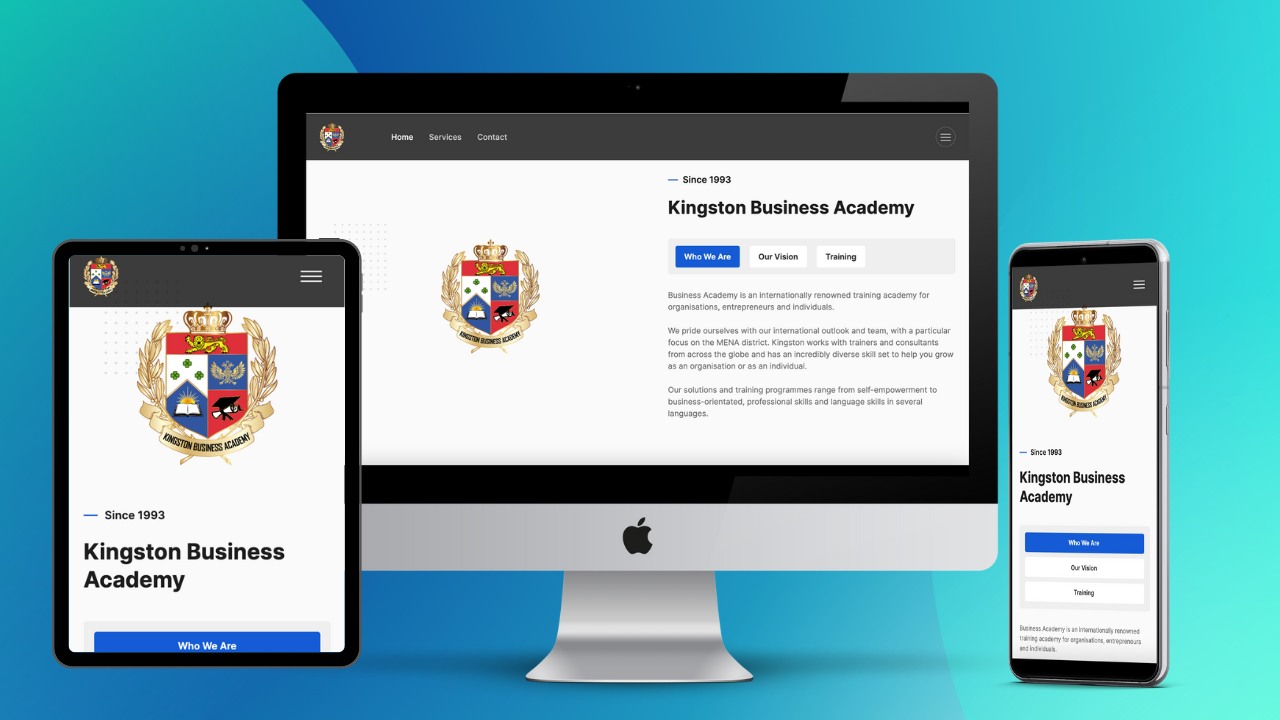 Home Services Contact
Since 1993
Kingston Business Academy
Who We Are Our Vision Training
Business Academy is an internationally renowned training academy for
organisations, entrepreneurs and individuals.
We pride ourselves with our international outlook and team, with a particular
focus on the MENA district. Kingston works with trainers and consultants
from across the globe and has an incredibly diverse skill set to help you grow
as an organisation or as an individual.
Our solutions and training programmes range from self-empowerment to
business-orientated, professional skills and language skills in several
languages.
KINGSTON BUSINESS ACADEMY
KINGSTON BUSINESS ACADEMY
Since 1993
Kingston Business
Academy
Who We Are
KINGSTON BUSINESS ACADEMY
Since 1993
Kingston Business
Academy
Who We Are
Our Vision
Training
Business Academy is an internationally renowned
training academy for organisations, entrepreneurs
and individuals.